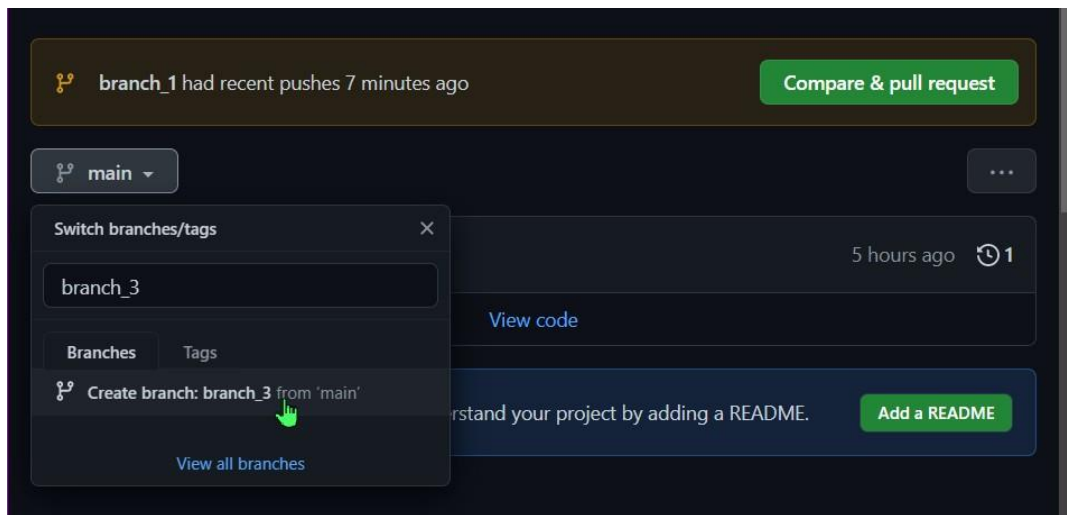 branch_1 had recent pushes 7 minutes ago
Compare & pull request
main
Switch branches/tags
branch_3
Branches Tags
Create branch: branch_3 from 'main'
View all branches
5 hours ago 1
View code
erstand your project by adding a README.
Add a README